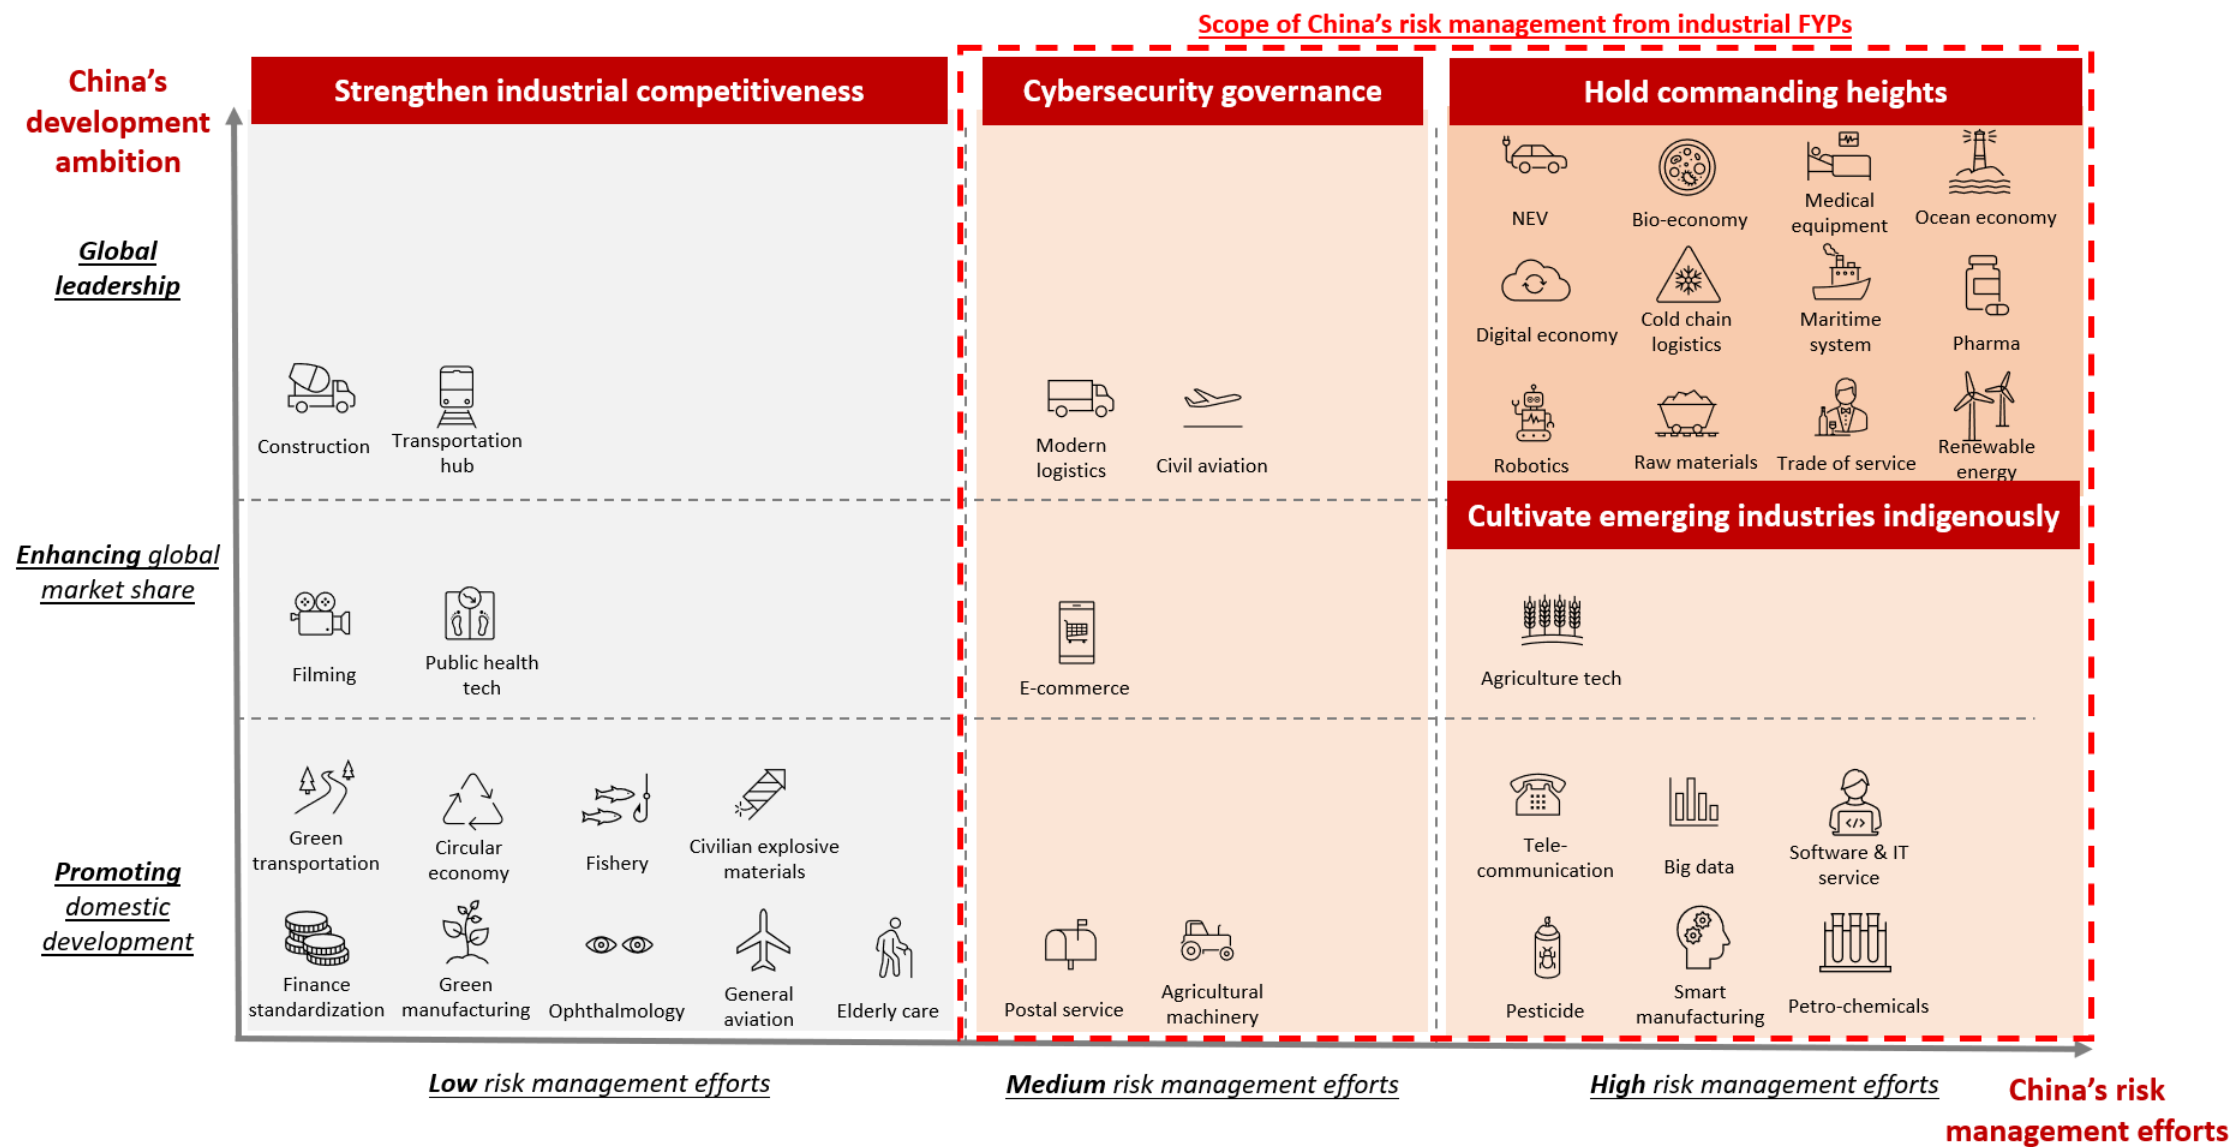 Scope of China's risk management from industrial FYPs
China's
development
ambition
Strengthen industrial competitiveness
Cybersecurity governance
Hold commanding heights
Global
leadership
Construction
Transportation
hub
Modern
logistics
Civil aviation
NEV
Bio-economy
Medical
equipment
Ocean economy
Digital economy
Cold chain
logistics
Maritime
system
Pharma
Robotics
Raw materials
Trade of service
Renewable
energy
Cultivate emerging industries indigenously
Enhancing global
market share
Filming
Public health
tech
E-commerce
Agriculture tech
Promoting
domestic
development
Green
transportation
Circular
economy
Fishery
Civilian explosive
materials
Finance
standardization
Green
manufacturing
Ophthalmology
General
aviation
Elderly care
Postal service
Agricultural
machinery
Tele-
communication
Big data
Software & IT
service
Pesticide
Smart
manufacturing
Petro-chemicals
Low risk management efforts
Medium risk management efforts
High risk management efforts
China's risk
management efforts